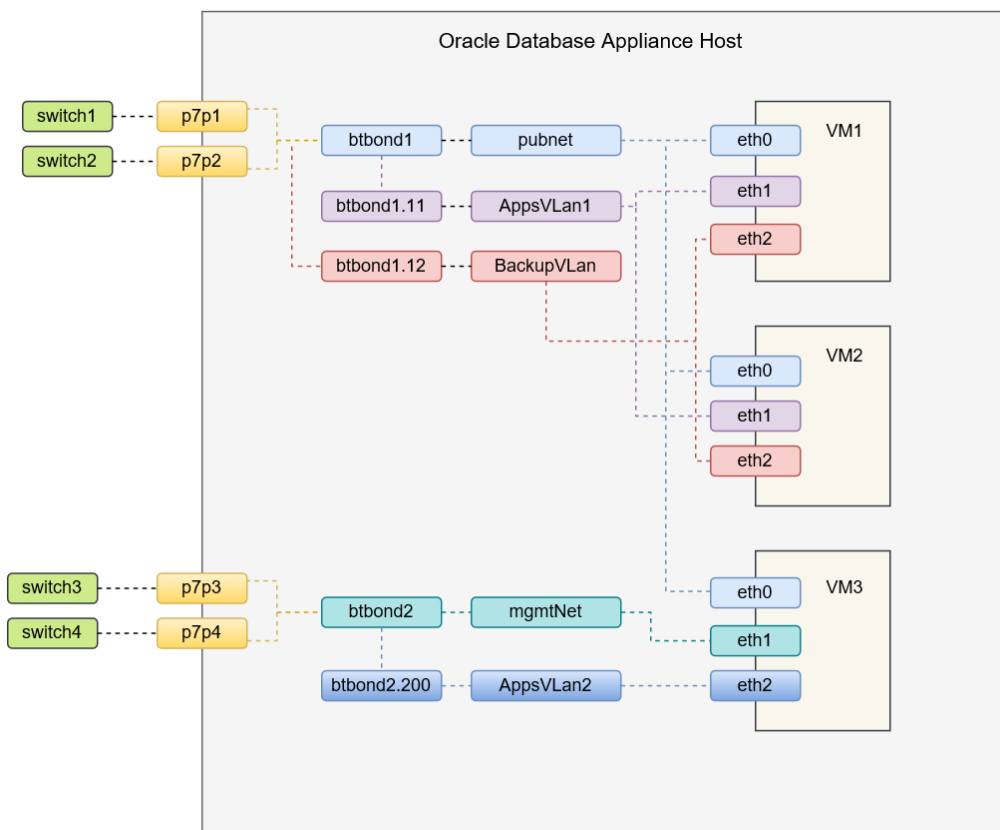 Oracle Database Appliance Host
switch1
p7p1
switch2
p7p2
btbond1
pubnet
btbond1.11
AppsVLan1
btbond1.12
BackupVLan
VM1
eth0
eth1
eth2
VM2
eth0
eth1
eth2
switch3
p7p3
switch4
p7p4
btbond2
mgmtNet
btbond2.200
AppsVLan2
VM3
eth0
eth1
eth2